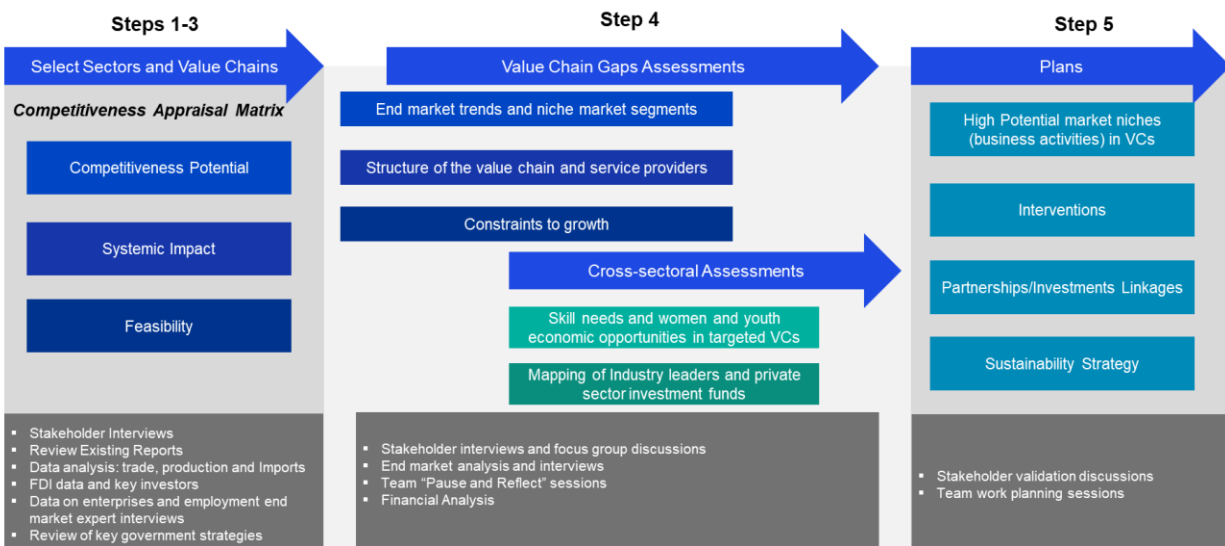 Steps 1-3
Select Sectors and Value Chains
Competitiveness Appraisal Matrix
Competitiveness Potential
Systemic Impact
Feasibility
▪ Stakeholder Interviews
▪ Review Existing Reports
▪ Data analysis: trade, production and Imports
▪ FDI data and key investors
▪ Data on enterprises and employment end
market expert interviews
▪ Review of key government strategies
Step 4
Value Chain Gaps Assessments
End market trends and niche market segments
Structure of the value chain and service providers
Constraints to growth
Cross-sectoral Assessments
Skill needs and women and youth
economic opportunities in targeted VCs
Mapping of Industry leaders and private
sector investment funds
▪ Stakeholder interviews and focus group discussions
▪ End market analysis and interviews
▪ Team “Pause and Reflect” sessions
▪ Financial Analysis
Step 5
Plans
High Potential market niches
(business activities) in VCs
Interventions
Partnerships/Investments Linkages
Sustainability Strategy
▪ Stakeholder validation discussions
▪ Team work planning sessions